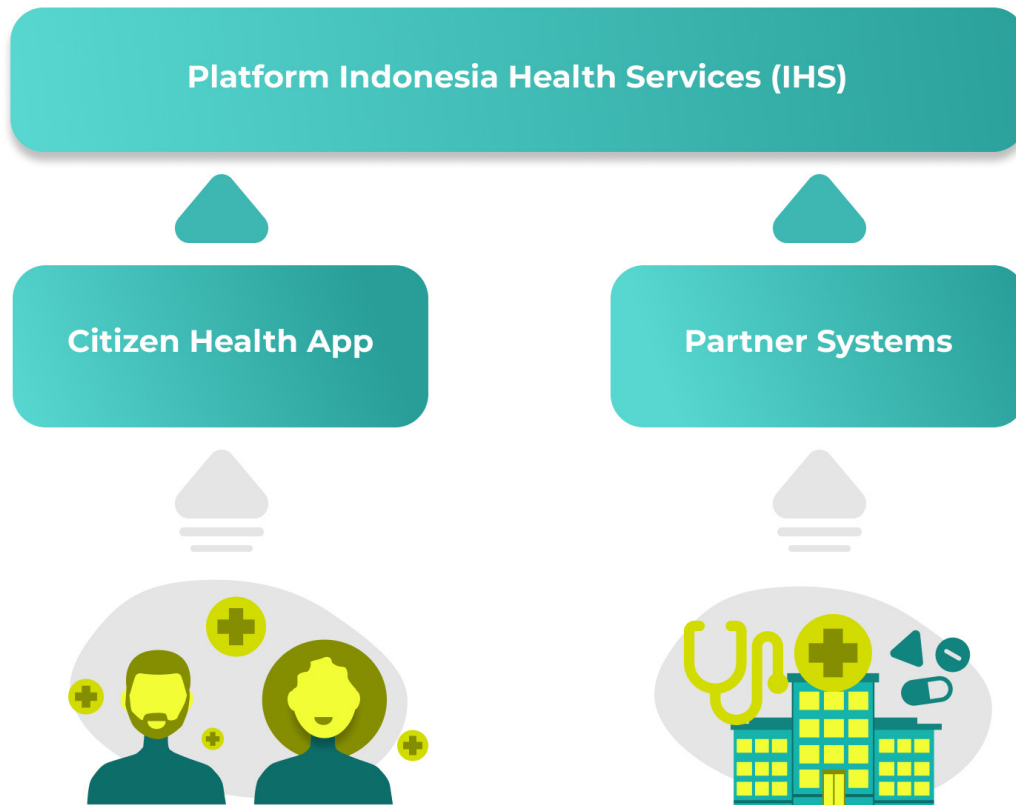 Platform Indonesia Health Services (IHS)
Citizen Health App
Partner Systems